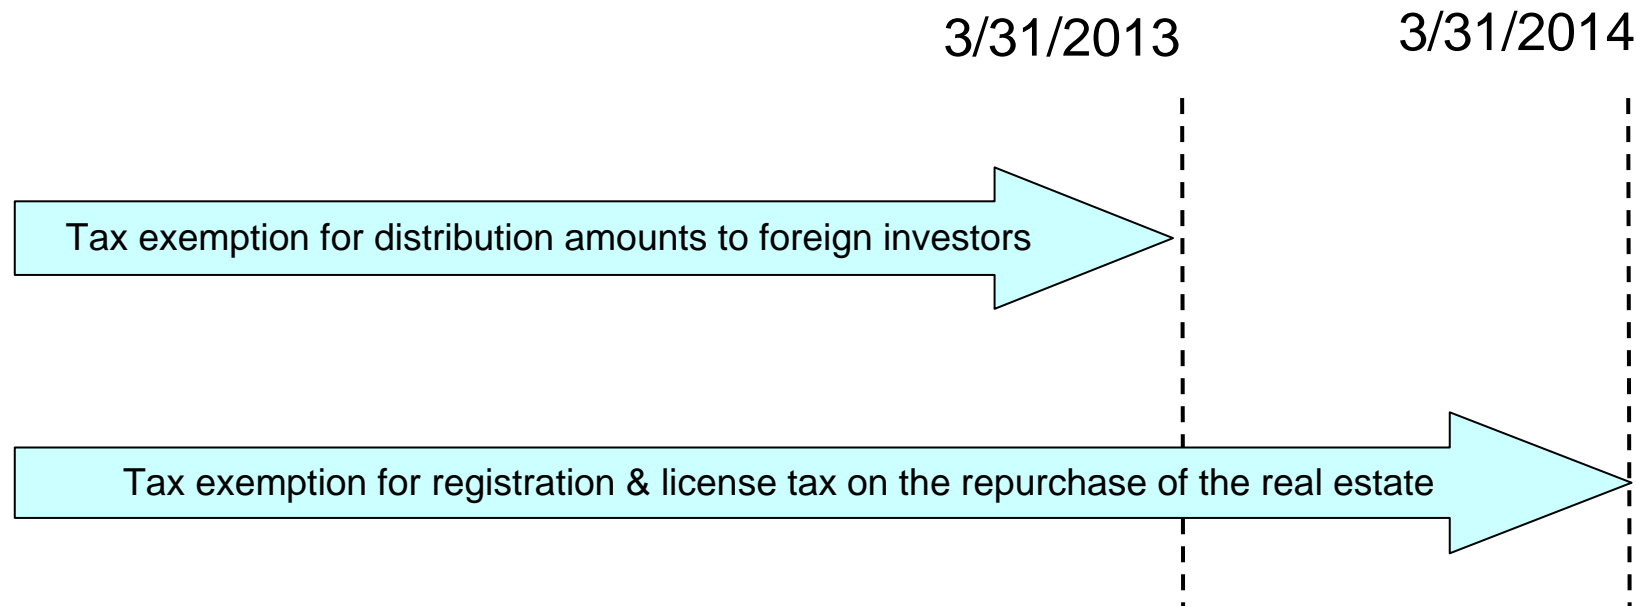 3/31/2013
3/31/2014
Tax exemption for distribution amounts to foreign investors
Tax exemption for registration & license tax on the repurchase of the real estate